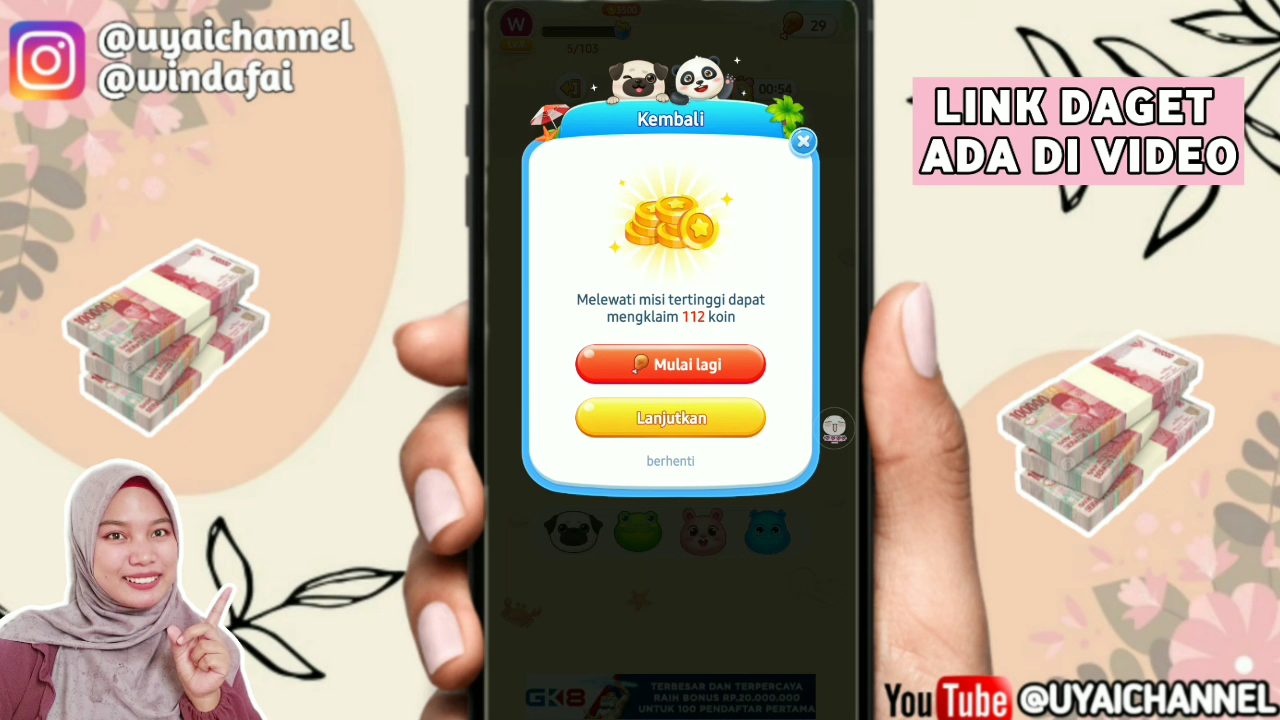 @uyaichannel
@windafai
LINK DAGET
ADA DI VIDEO
W
5/103
29
00:54
Kembali
Melewati misi tertinggi dapat
mengklaim 112 koin
Mulai lagi
Lanjutkan
berhenti
GK8
TERBESAR DAN TERPERCAYA
RAIH BONUS RP.20.000.000
UNTUK 100 PENDAFTAR PERTAMA
YouTube @UYAICHANNEL